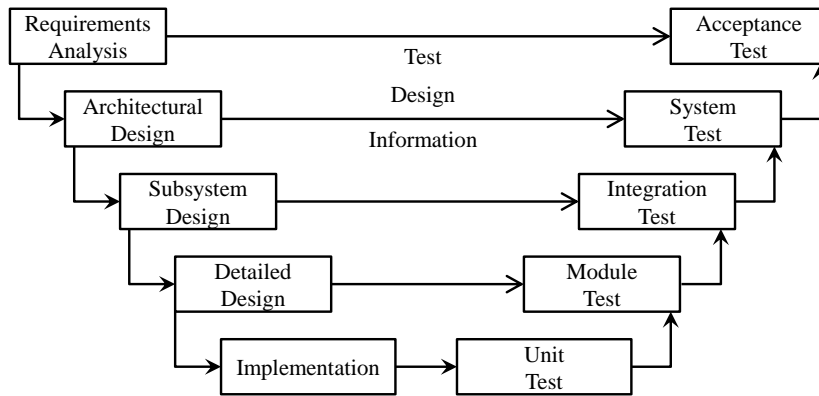 Requirements
Analysis
Acceptance
Test
Test
Design
Information
Architectural
Design
System
Test
Subsystem
Design
Integration
Test
Detailed
Design
Module
Test
Implementation
Unit
Test